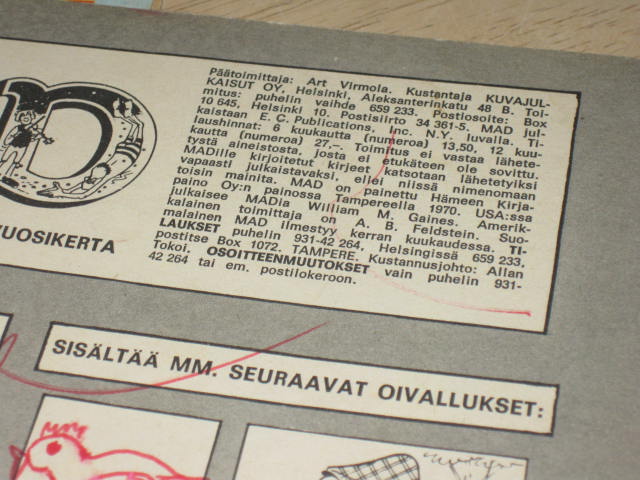 Päätoimittaja: Art Virmola. Kustantaja KUVAJUL-
KAISUT OY, Helsinki, Aleksanterinkatu 48 B. Toi-
mitus: puhelin vaihde 659 233. Postiosoite: Box
10 645, Helsinki 10. Postisiirto 34 361-5. MAD jul-
kaistaan E. C. Publications, Inc. N.Y. luvalla. Ti-
laushinnat: 6 kuukautta (numeroa) 13,50, 12 kuu-
kautta (numeroa) 27,—. Toimitus ei vastaa lähete-
tystä aineistosta, josta ei etukäteen ole sovittu.
MADille kirjoitetut kirjeet katsotaan lähetetyiksi
vapaasti julkaistavaksi, ellei niissä nimenomaan
toisin mainita. MAD on painettu Hämeen Kirja-
paino Oy:n painossa Tampereella 1970. USA:ssa
julkaisee MADia William M. Gaines. Amerik-
kalainen toimittaja on A. B. Feldstein. Suo-
malainen MAD ilmestyy kerran kuukaudessa. TI-
LAUKSET puhelin 931-42 264, Helsingissä 659 233,
postitse Box 1072. TAMPERE. Kustannusjohto: Allan
Tokoi. OSOITTEENMUUTOKSET vain puhelin 931-
42 264 tai em. postilokeroon.
UOSIKERTA
SISÄLTÄÄ MM. SEURAAVAT OIVALLUKSET: